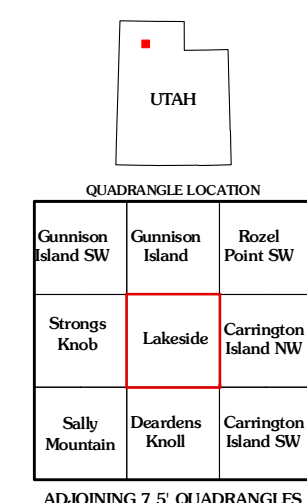 UTAH
QUADRANGLE LOCATION
Gunnison
Island SW
Gunnison
Island
Rozel
Point SW
Strongs
Knob
Lakeside
Carrington
Island NW
Sally
Mountain
Deardens
Knoll
Carrington
Island SW
ADJOINING 7.5' QUADRANGLES